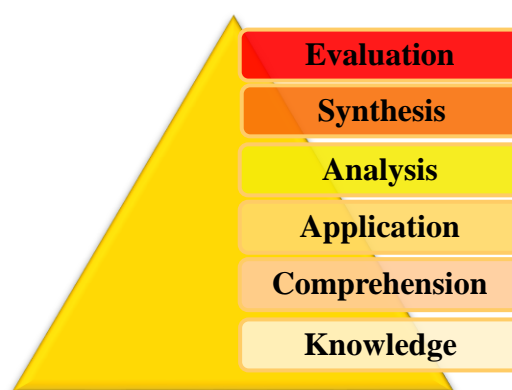 Evaluation
Synthesis
Analysis
Application
Comprehension
Knowledge